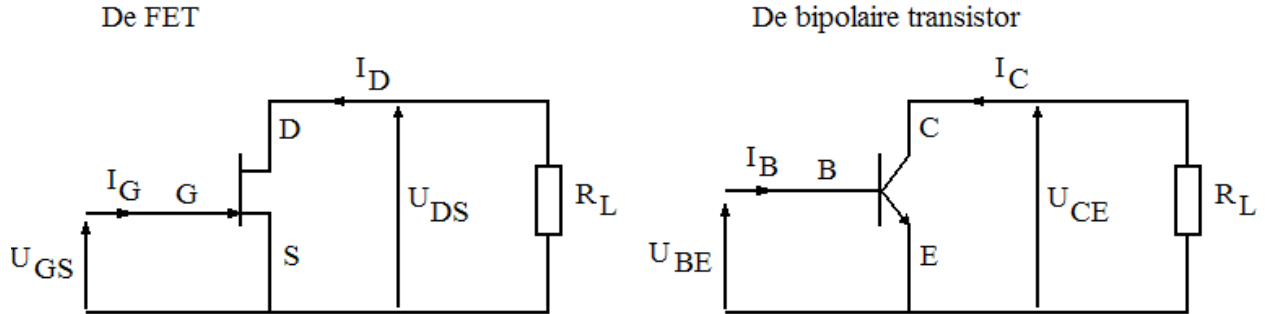 De FET
De bipolaire transistor
I_D
I_C
D
C
I_G
G
I_B
B
U_DS
R_L
U_CE
R_L
U_GS
S
U_BE
E